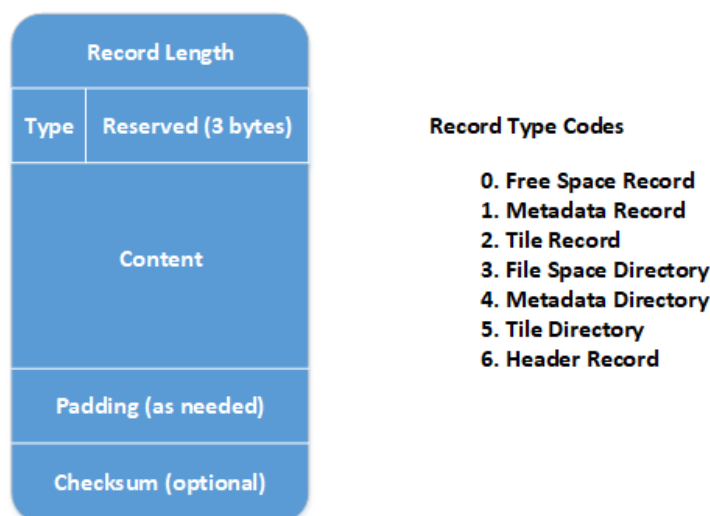 Record Length
Type
Reserved (3 bytes)
Content
Padding (as needed)
Checksum (optional)
Record Type Codes
0. Free Space Record
1. Metadata Record
2. Tile Record
3. File Space Directory
4. Metadata Directory
5. Tile Directory
6. Header Record